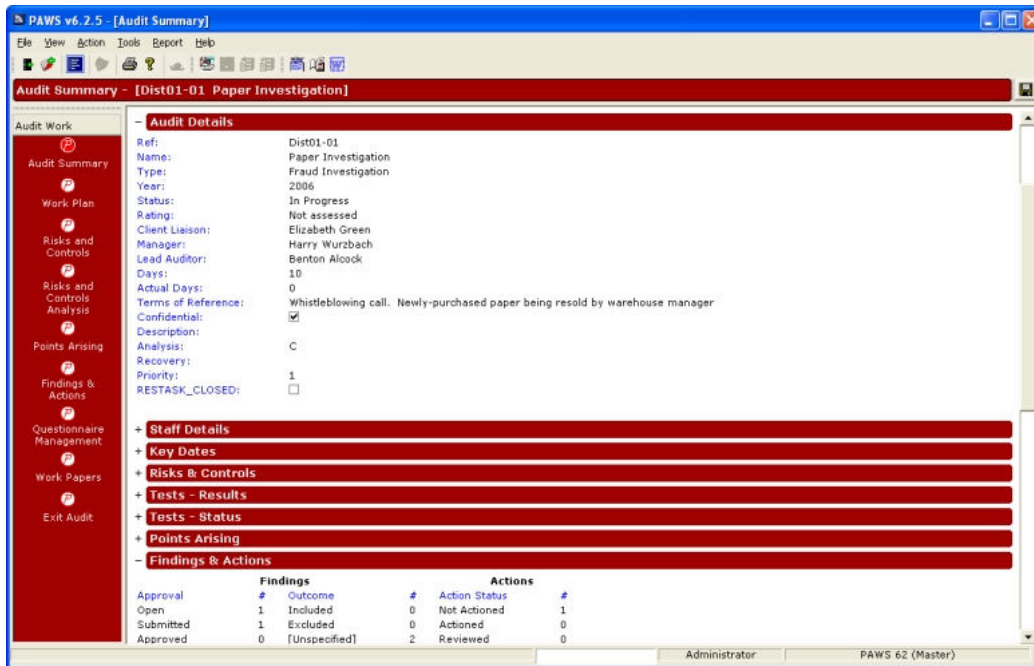 PAWS v6.2.5 - [Audit Summary]
File View Action Tools Report Help
Audit Summary - [Dist01-01 Paper Investigation]
Audit Work
Audit Summary
Work Plan
Risks and
Controls
Risks and
Controls
Analysis
Points Arising
Findings &
Actions
Questionnaire
Management
Work Papers
Exit Audit
- Audit Details
Ref: Dist01-01
Name: Paper Investigation
Type: Fraud Investigation
Year: 2006
Status: In Progress
Rating: Not assessed
Client Liaison: Elizabeth Green
Manager: Harry Wurzbach
Lead Auditor: Benton Alcock
Days: 10
Actual Days: 0
Terms of Reference: Whistleblowing call. Newly-purchased paper being resold by warehouse manager
Confidential:
Description:
Analysis: C
Recovery:
Priority: 1
RESTASK_CLOSED:
+ Staff Details
+ Key Dates
+ Risks & Controls
+ Tests - Results
+ Tests - Status
+ Points Arising
- Findings & Actions
Findings Actions
Approval # Outcome # Action Status #
Open 1 Included 0 Not Actioned 1
Submitted 1 Excluded 0 Actioned 0
Approved 0 [Unspecified] 2 Reviewed 0
Administrator PAWS 62 (Master)